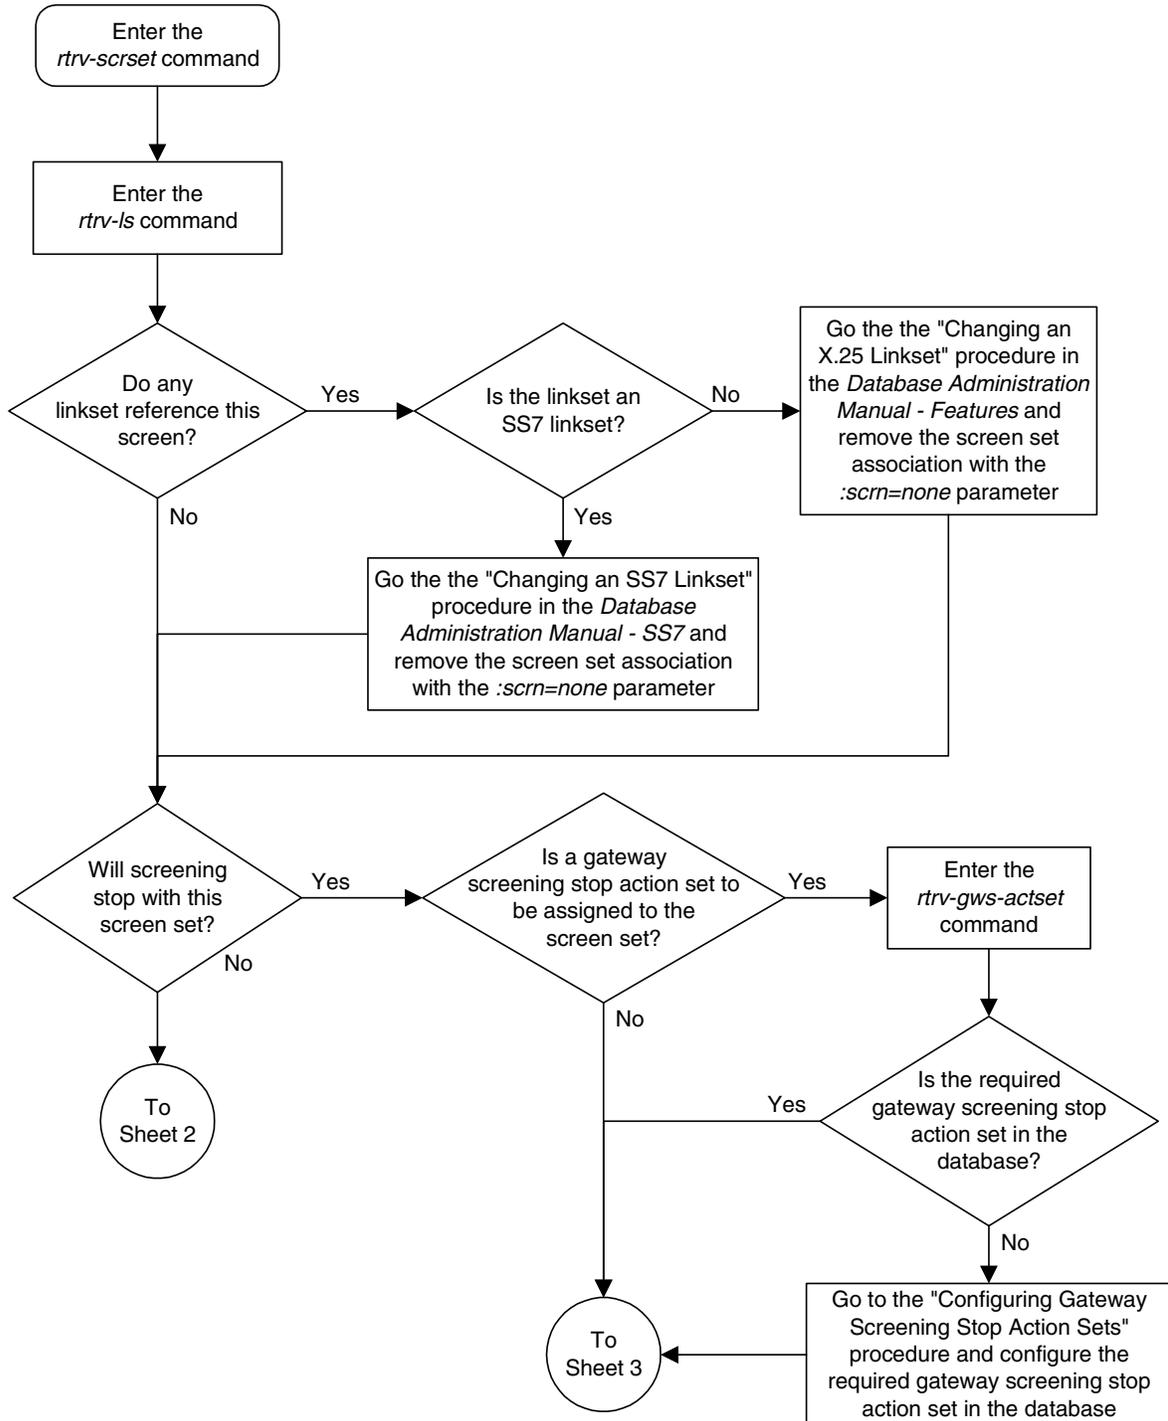 Enter the
rtrv-scrset command
Enter the
rtrv-ls command
Do any
linkset reference this
screen?
Yes
No
Is the linkset an
SS7 linkset?
No
Yes
Go the the "Changing an
X.25 Linkset" procedure in
the Database Administration
Manual - Features and
remove the screen set
association with the
:scrn=none parameter
Go the the "Changing an SS7 Linkset"
procedure in the Database
Administration Manual - SS7 and
remove the screen set association
with the :scrn=none parameter
Will screening
stop with this
screen set?
Yes
No
To
Sheet 2
Is a gateway
screening stop action set to
be assigned to the
screen set?
Yes
No
Enter the
rtrv-gws-actset
command
Is the required
gateway screening stop
action set in the
database?
Yes
No
To
Sheet 3
Go to the "Configuring Gateway
Screening Stop Action Sets"
procedure and configure the
required gateway screening stop
action set in the database